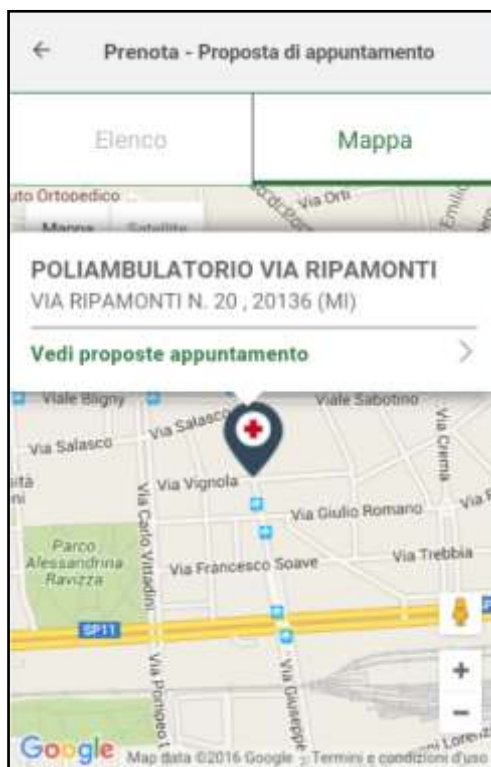 Prenota - Proposta di appuntamento
Elenco
Mappa
uto Ortopedico
Via Orti
Mappa
Satellite
POLIAMBULATORIO VIA RIPAMONTI
VIA RIPAMONTI N. 20 , 20136 (MI)
Vedi proposte appuntamento
Viale Bligny
Viale Sabotino
Via Salasco
Via Salasco
Via Crema
Via Vignola
Via Giulio Romano
Via Carlo Vittadini
Parco
Alessandrina
Ravizza
Via Francesco Soave
Via Trebbia
SP11
Via Pompeo L
Via Giuseppe
+
−
Google
Map data ©2016 Google
Termini e condizioni d'uso